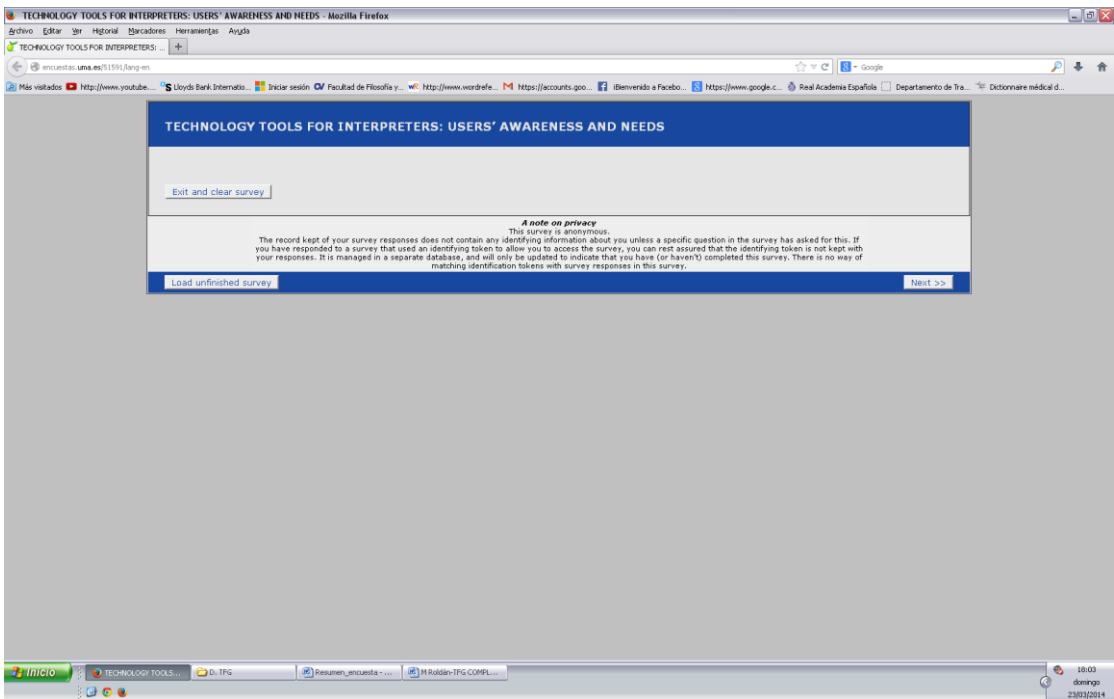 TECHNOLOGY TOOLS FOR INTERPRETERS: USERS' AWARENESS AND NEEDS - Mozilla Firefox
Archivo Editar Ver Historial Marcadores Herramientas Ayuda
TECHNOLOGY TOOLS FOR INTERPRETERS: ... +
encuestas.uma.es/51591/lang-en Google
Más visitados http://www.youtube.... Lloyds Bank Internatio... Iniciar sesión Facultad de Filosofía y... http://www.wordrefe... https://accounts.goo... ¡Bienvenido a Facebo... https://www.google.c... Real Academia Española Departamento de Tra... Dictionnaire médical d...
TECHNOLOGY TOOLS FOR INTERPRETERS: USERS' AWARENESS AND NEEDS
Exit and clear survey
A note on privacy
This survey is anonymous.
The record kept of your survey responses does not contain any identifying information about you unless a specific question in the survey has asked for this. If
you have responded to a survey that used an identifying token to allow you to access the survey, you can rest assured that the identifying token is not kept with
your responses. It is managed in a separate database, and will only be updated to indicate that you have (or haven't) completed this survey. There is no way of
matching identification tokens with survey responses in this survey.
Load unfinished survey Next >>
Inicio TECHNOLOGY TOOLS... D. TFG Resumen_encuesta - ... M Roldán-TFG COMPL... 18:03
domingo
23/03/2014